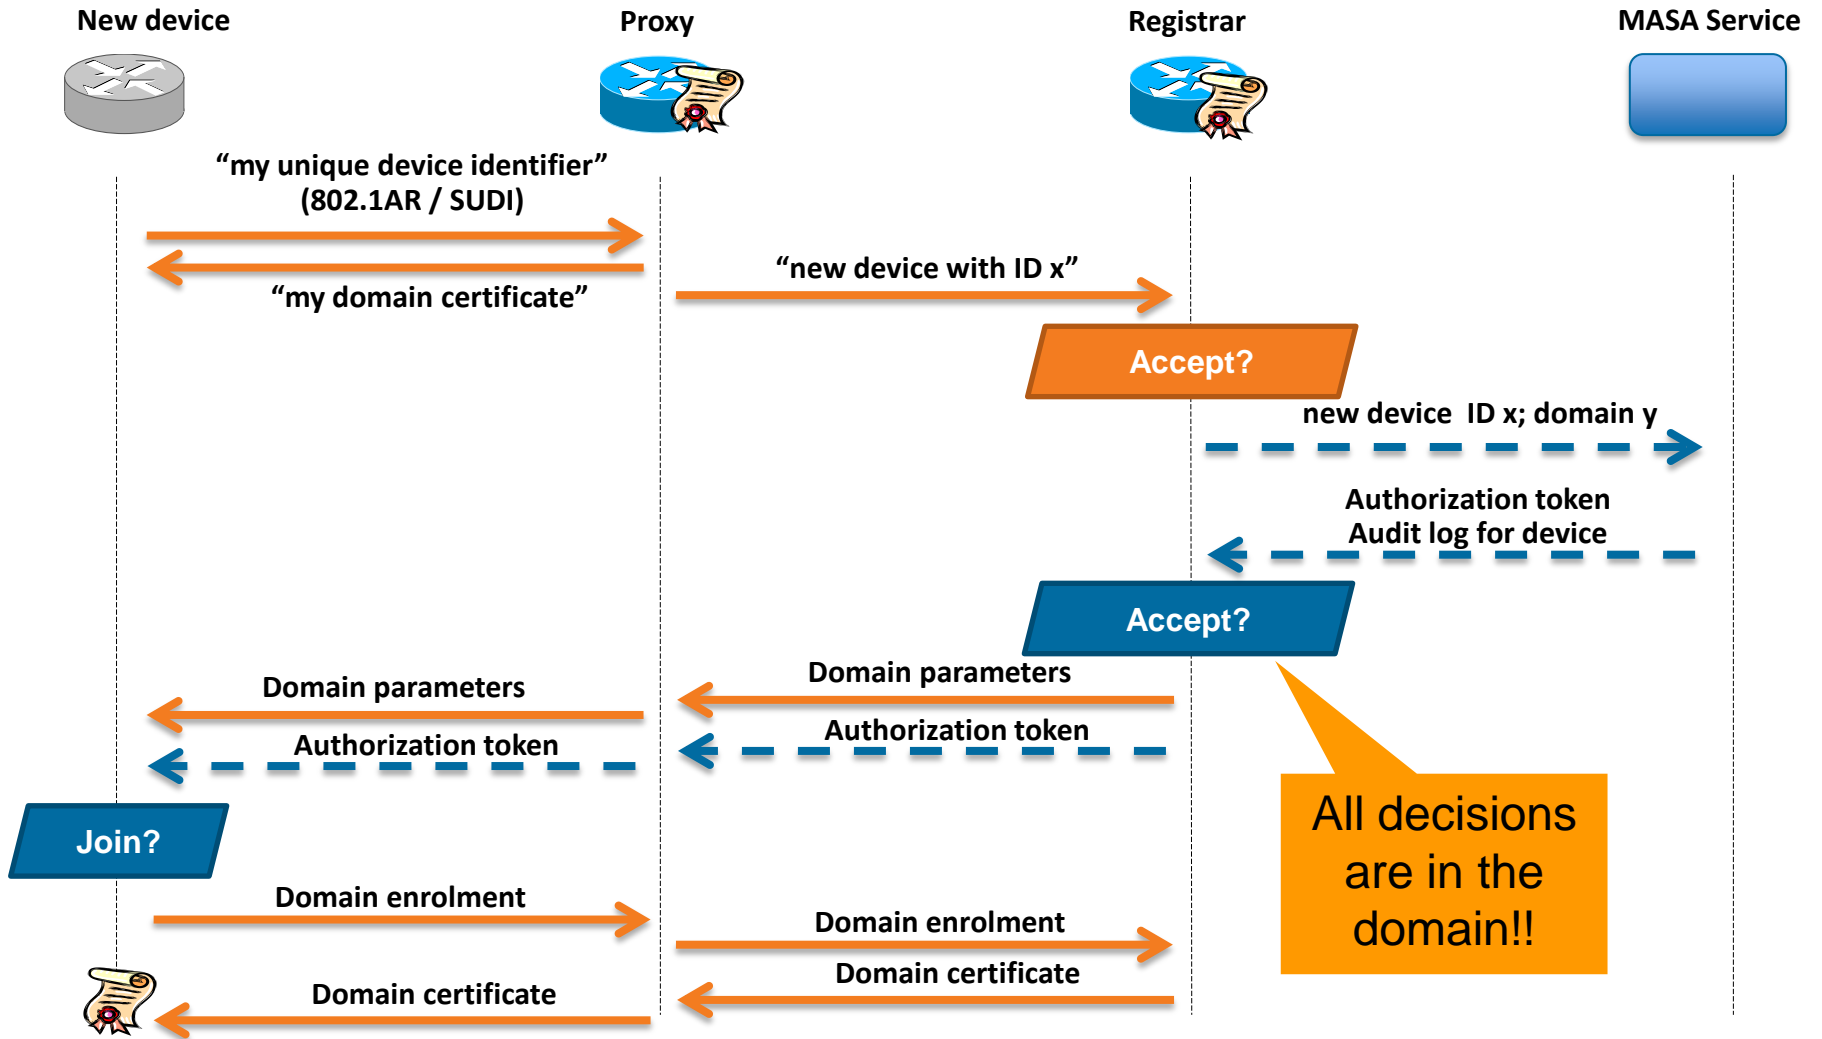 New device
Proxy
Registrar
MASA Service
“my unique device identifier”
(802.1AR / SUDI)
“my domain certificate”
“new device with ID x”
Accept?
new device  ID x; domain y
Authorization token
Audit log for device
Accept?
Domain parameters
Domain parameters
Authorization token
Authorization token
All decisions
are in the
domain!!
Join?
Domain enrolment
Domain enrolment
Domain certificate
Domain certificate